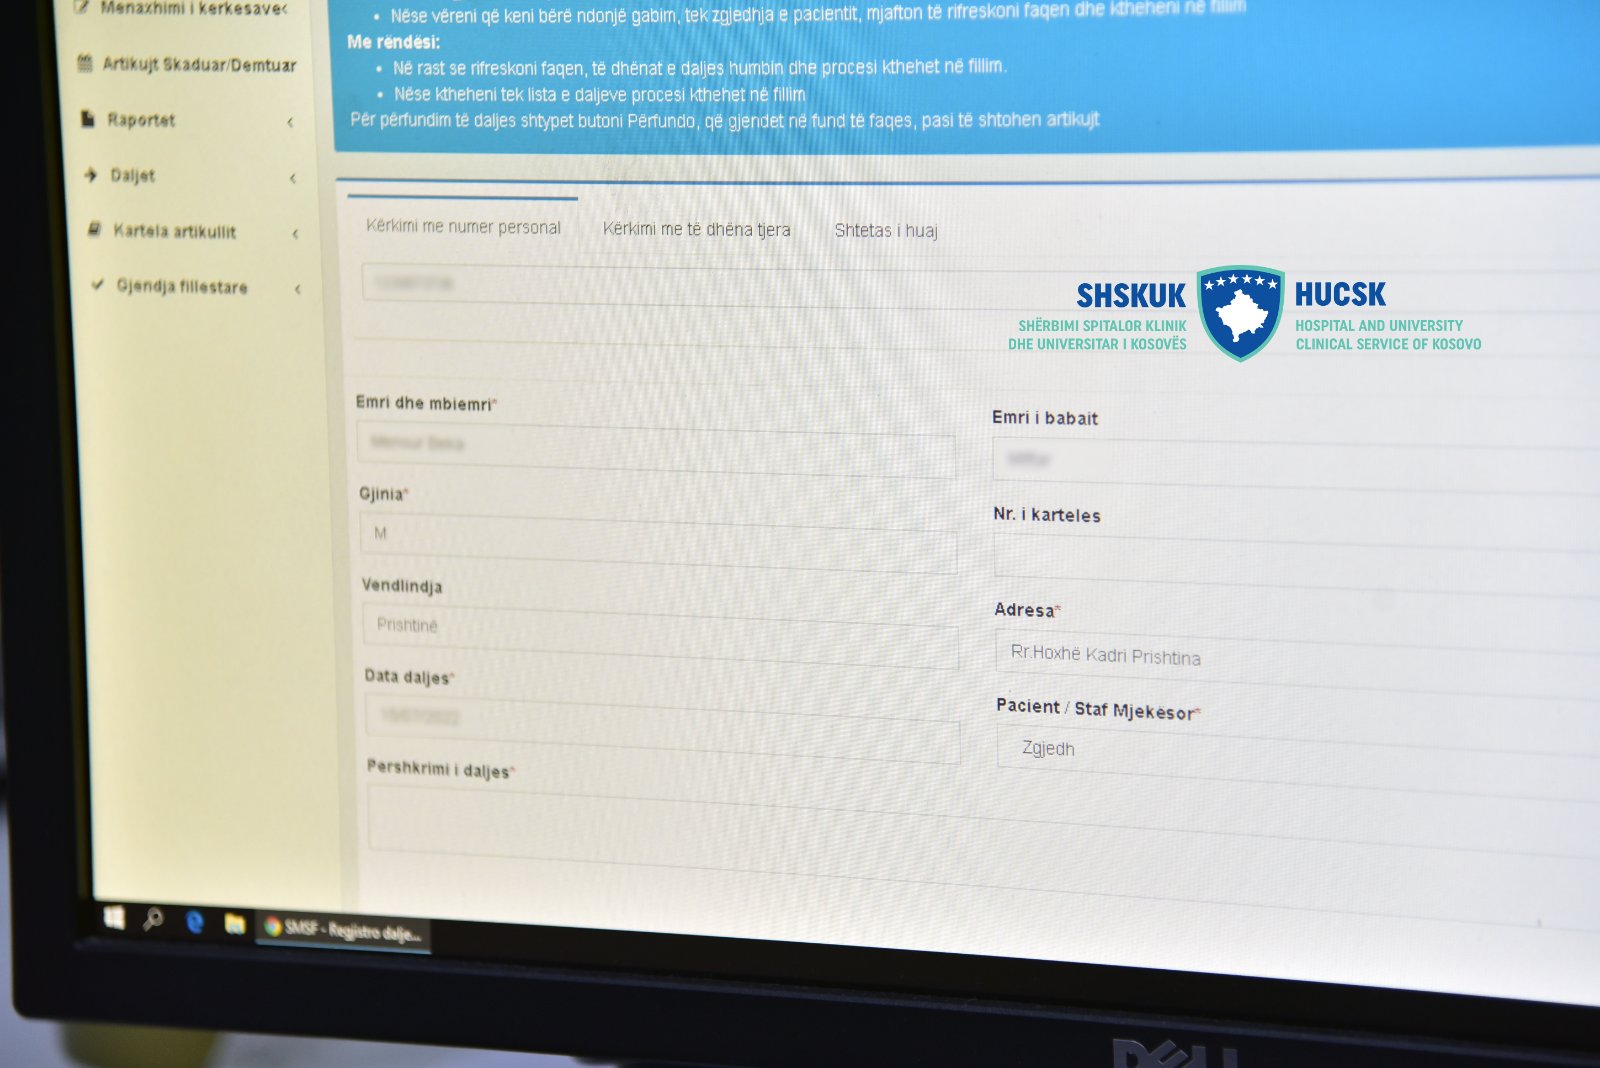 Menaxhimi i kerkesave
Artikujt Skaduar/Demtuar
Raportet
Daljet
Kartela artikullit
Gjendja fillestare
Nëse vëreni që keni bërë ndonjë gabim, tek zgjedhja e pacientit, mjafton të rifreskoni faqen dhe ktheheni në fillim
Me rëndësi:
Në rast se rifreskoni faqen, të dhënat e daljes humbin dhe procesi kthehet në fillim.
Nëse ktheheni tek lista e daljeve procesi kthehet në fillim
Për përfundim të daljes shtypet butoni Përfundo, që gjendet në fund të faqes, pasi të shtohen artikujt
Kërkimi me numer personal
Kërkimi me të dhëna tjera
Shtetas i huaj
SHSKUK
SHËRBIMI SPITALOR KLINIK
DHE UNIVERSITAR I KOSOVËS
HUCSK
HOSPITAL AND UNIVERSITY
CLINICAL SERVICE OF KOSOVO
Emri dhe mbiemri*
Emri i babait
Gjinia*
M
Nr. i karteles
Vendlindja
Prishtinë
Adresa*
Rr.Hoxhë Kadri Prishtina
Data daljes*
Pacient / Staf Mjekësor*
Zgjedh
Pershkrimi i daljes*
SMSF - Regjistro dalje...
DELL